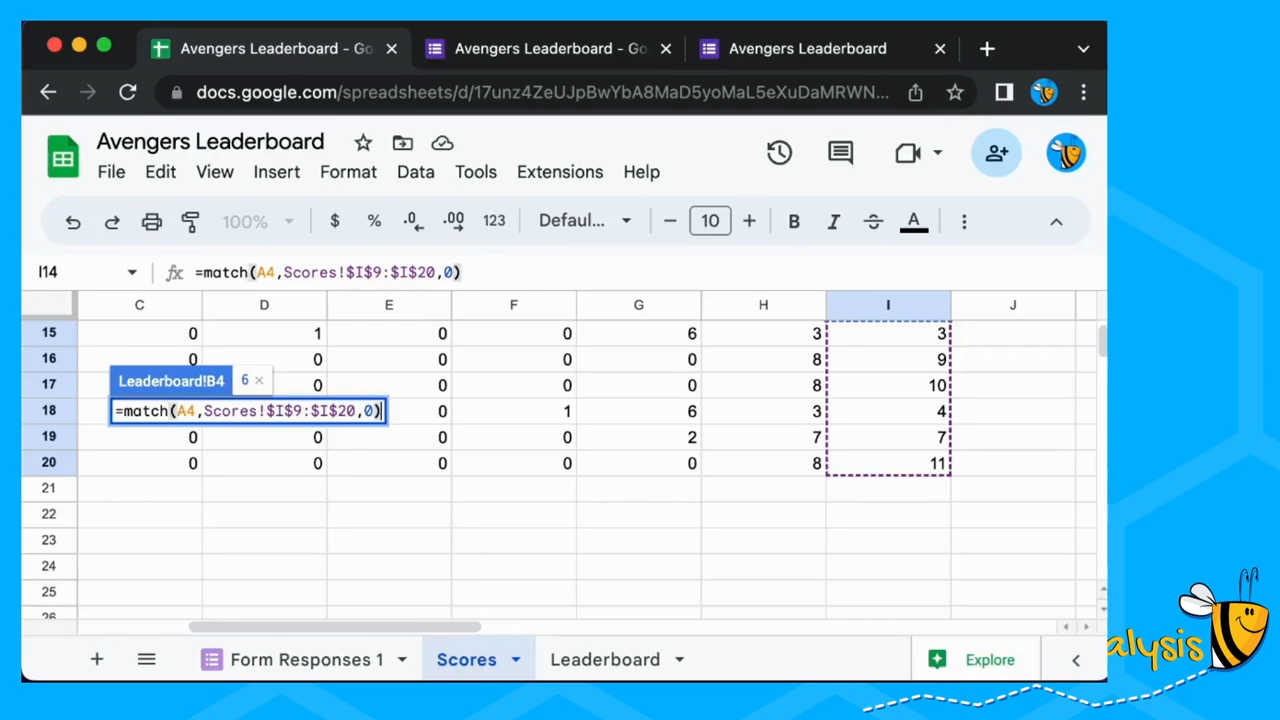 Avengers Leaderboard - Go
Avengers Leaderboard - Go
Avengers Leaderboard
docs.google.com/spreadsheets/d/17unz4ZeUJpBwYbA8MaD5yoMaL5eXuDaMRWN...
Avengers Leaderboard
File Edit View Insert Format Data Tools Extensions Help
100% $ % .0 .00 123 Defaul... 10 B I S A
I14 fx =match(A4,Scores!$I$9:$I$20,0)
C D E F G H I J
15 0 1 0 0 6 3 3
16 0 0 0 0 0 8 9
17 0 0 0 0 8 10
Leaderboard!B4 6 ×
18 =match(A4,Scores!$I$9:$I$20,0) 0 1 6 3 4
19 0 0 0 0 2 7 7
20 0 0 0 0 0 8 11
21
22
23
24
25
26
+ Form Responses 1 Scores Leaderboard Explore
alysis